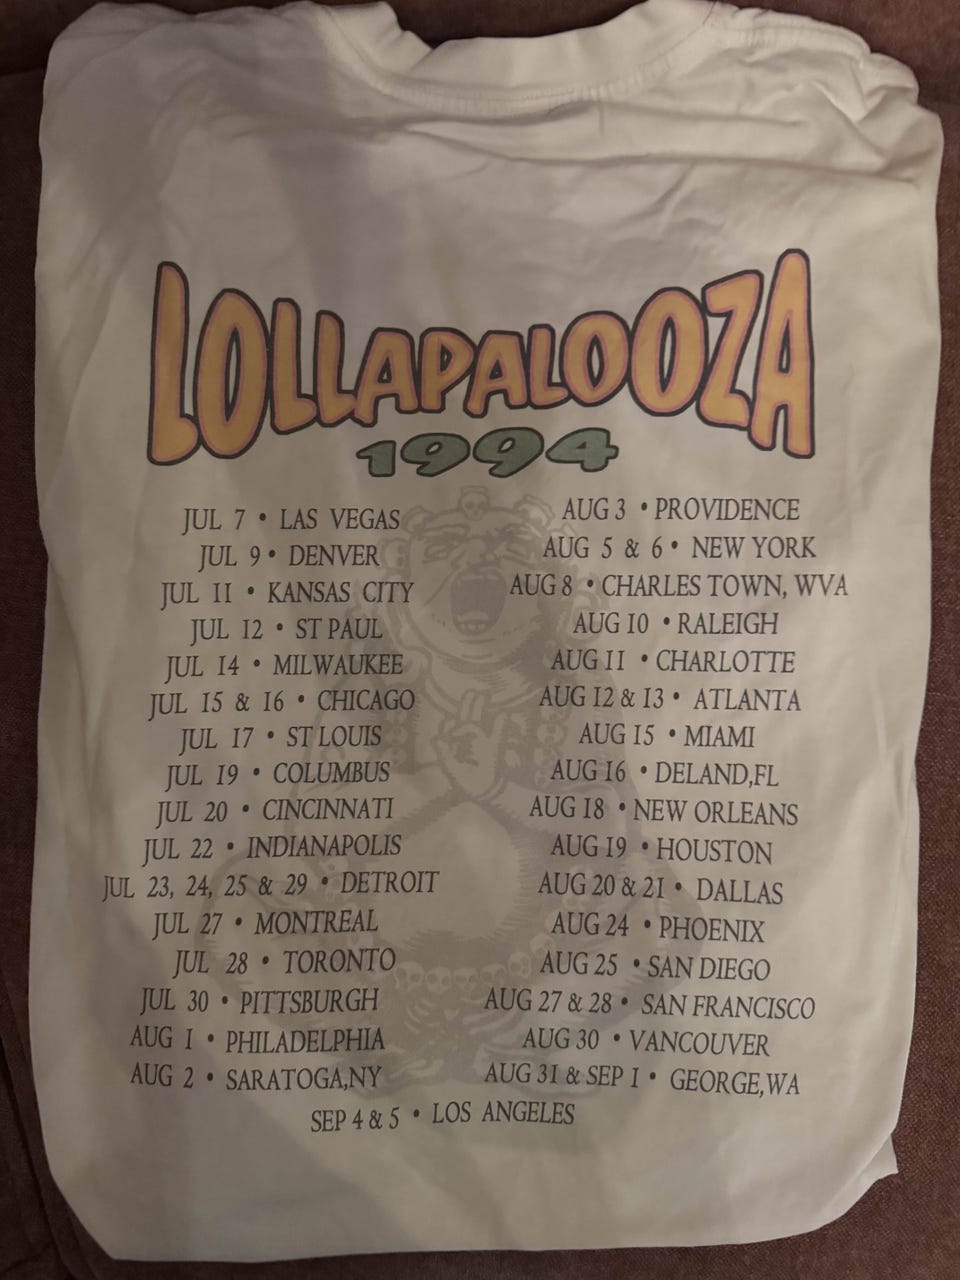 LOLLAPALOOZA
1994
JUL 7 • LAS VEGAS
JUL 9 • DENVER
JUL 11 • KANSAS CITY
JUL 12 • ST PAUL
JUL 14 • MILWAUKEE
JUL 15 & 16 • CHICAGO
JUL 17 • ST LOUIS
JUL 19 • COLUMBUS
JUL 20 • CINCINNATI
JUL 22 • INDIANAPOLIS
JUL 23, 24, 25 & 29 • DETROIT
JUL 27 • MONTREAL
JUL 28 • TORONTO
JUL 30 • PITTSBURGH
AUG 1 • PHILADELPHIA
AUG 2 • SARATOGA,NY
AUG 3 • PROVIDENCE
AUG 5 & 6 • NEW YORK
AUG 8 • CHARLES TOWN, WVA
AUG 10 • RALEIGH
AUG 11 • CHARLOTTE
AUG 12 & 13 • ATLANTA
AUG 15 • MIAMI
AUG 16 • DELAND,FL
AUG 18 • NEW ORLEANS
AUG 19 • HOUSTON
AUG 20 & 21 • DALLAS
AUG 24 • PHOENIX
AUG 25 • SAN DIEGO
AUG 27 & 28 • SAN FRANCISCO
AUG 30 • VANCOUVER
AUG 31 & SEP 1 • GEORGE,WA
SEP 4 & 5 • LOS ANGELES